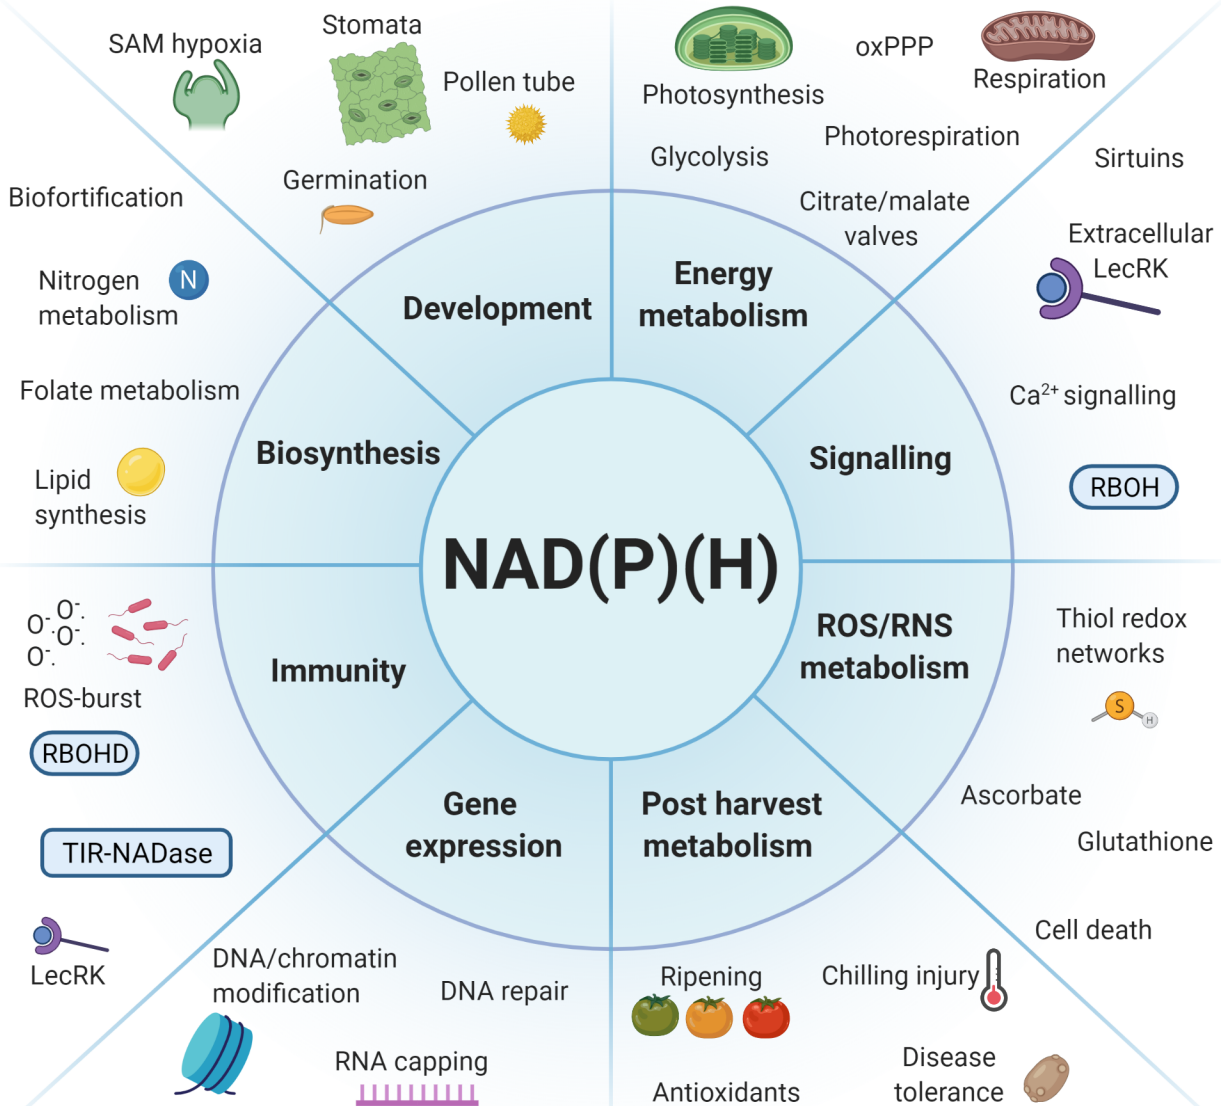 SAM hypoxia
Stomata
Pollen tube
Germination
Development
Photosynthesis
oxPPP
Respiration
Photorespiration
Glycolysis
Citrate/malate
valves
Energy
metabolism
Sirtuins
Extracellular
LecRK
Ca²⁺ signalling
RBOH
Signalling
Biofortification
Nitrogen
metabolism
N
Folate metabolism
Lipid
synthesis
Biosynthesis
NAD(P)(H)
O⁻.
O⁻.
O⁻.
O⁻.
ROS-burst
RBOHD
TIR-NADase
LecRK
Immunity
ROS/RNS
metabolism
Thiol redox
networks
S
H
Ascorbate
Glutathione
Cell death
Gene
expression
DNA/chromatin
modification
DNA repair
RNA capping
Post harvest
metabolism
Ripening
Chilling injury
Disease
tolerance
Antioxidants